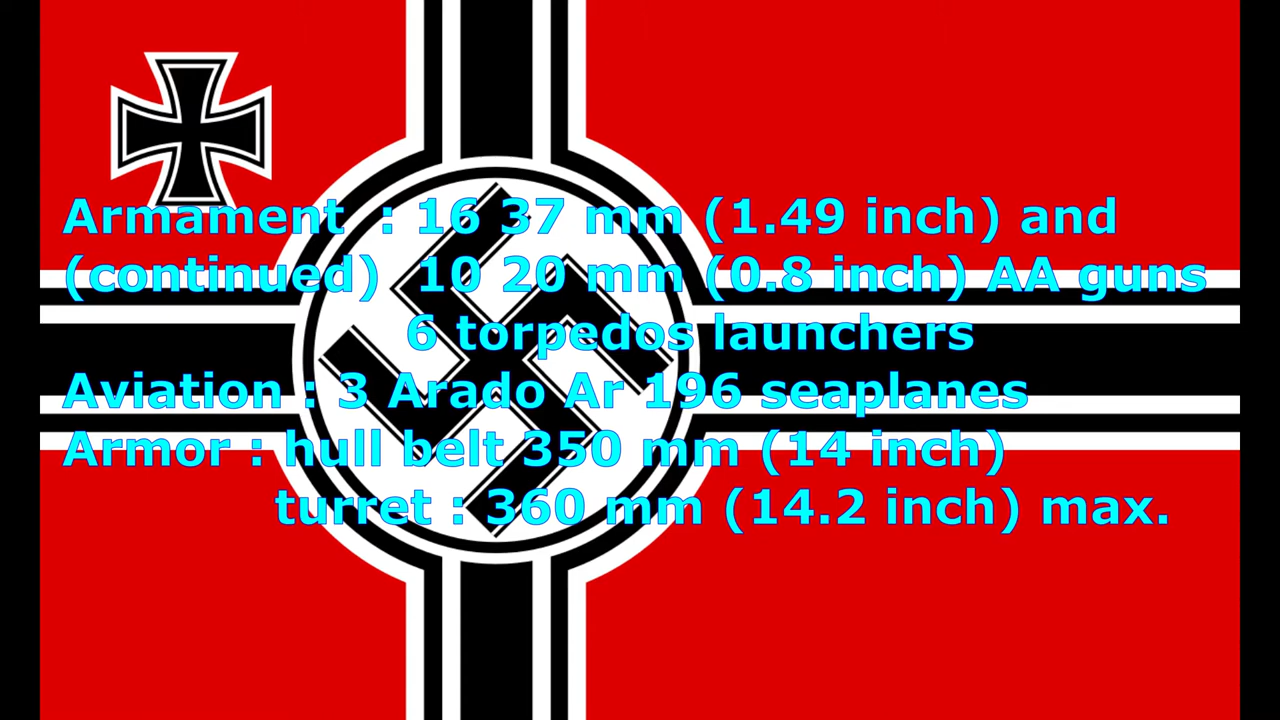 Armament : 16 37 mm (1.49 inch) and
(continued) 10 20 mm (0.8 inch) AA guns
6 torpedos launchers
Aviation : 3 Arado Ar 196 seaplanes
Armor : hull belt 350 mm (14 inch)
turret : 360 mm (14.2 inch) max.